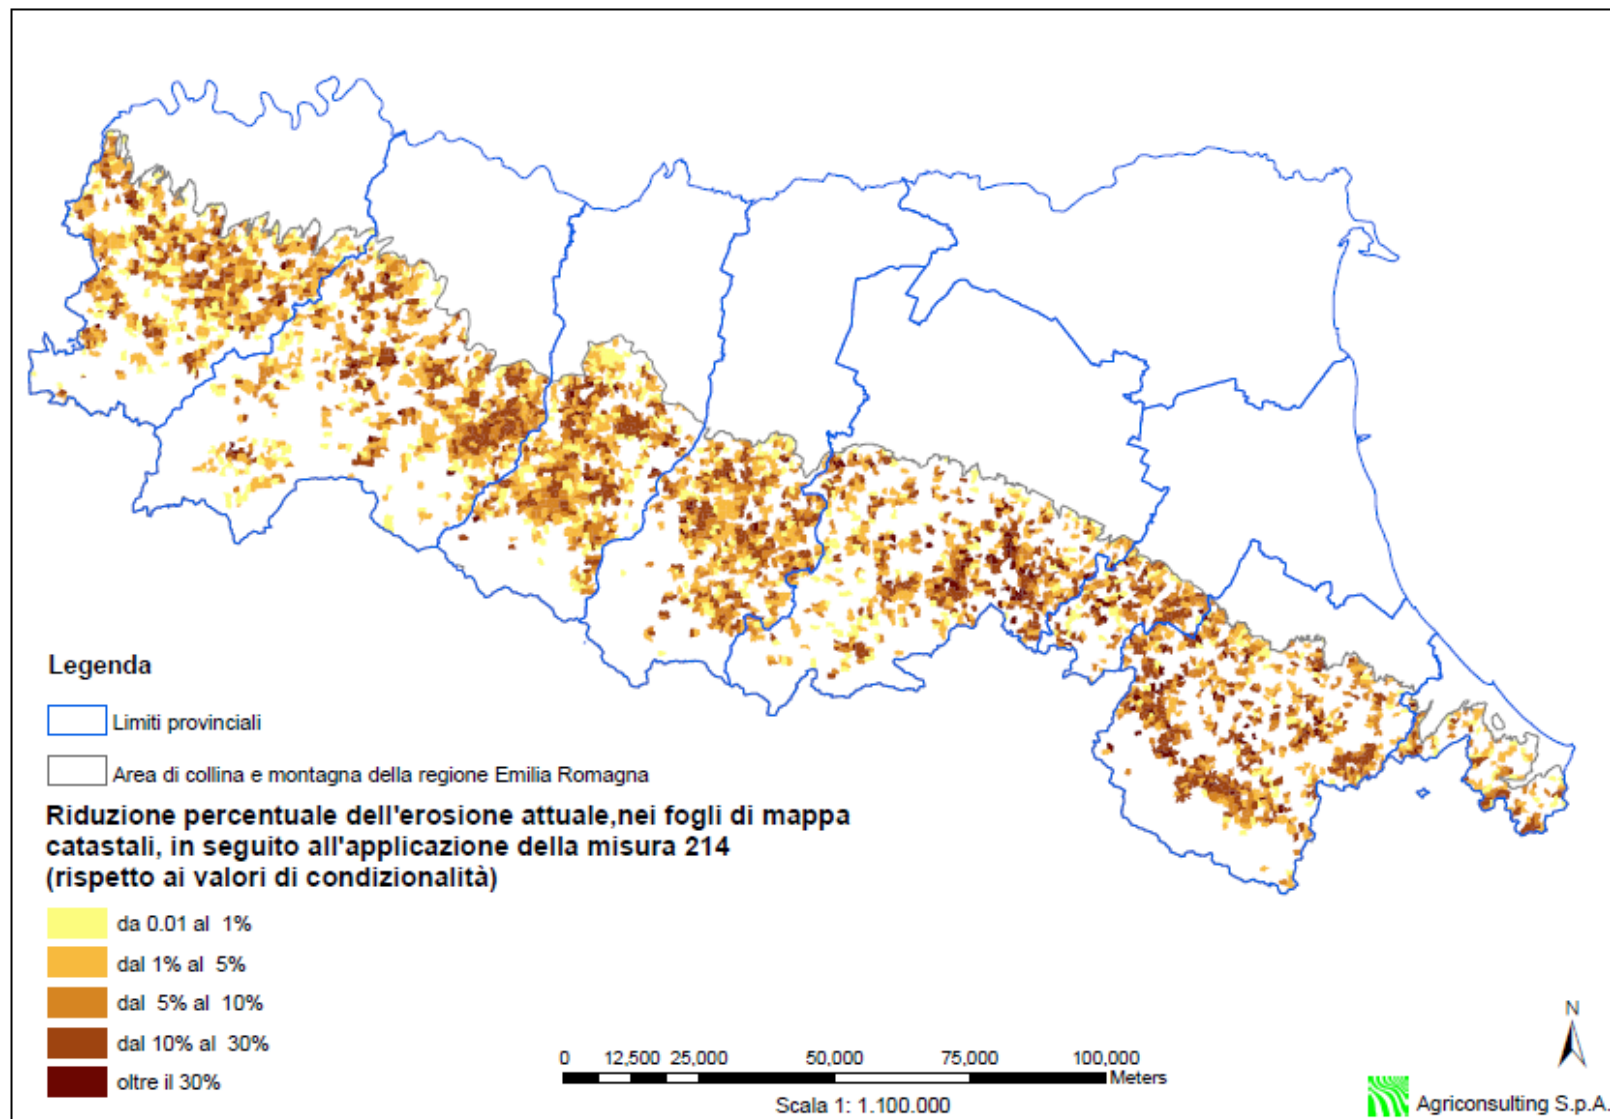 Legenda
Limiti provinciali
Area di collina e montagna della regione Emilia Romagna
Riduzione percentuale dell'erosione attuale,nei fogli di mappa
catastali, in seguito all'applicazione della misura 214
(rispetto ai valori di condizionalità)
da 0.01 al 1%
dal 1% al 5%
dal 5% al 10%
dal 10% al 30%
oltre il 30%
0 12,500 25,000 50,000 75,000 100,000
Meters
Scala 1: 1.100.000
N
Agriconsulting S.p.A.